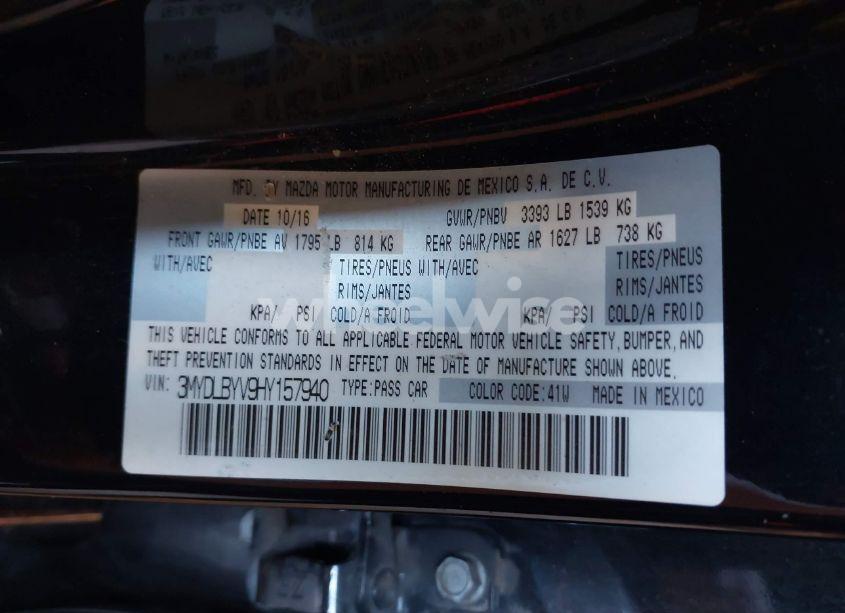 MFD. BY MAZDA MOTOR MANUFACTURING DE MEXICO S.A. DE C.V.
DATE 10/16 GVWR/PNBV 3393 LB 1539 KG
FRONT GAWR/PNBE AV 1795 LB 814 KG REAR GAWR/PNBE AR 1627 LB 738 KG
WITH/AVEC TIRES/PNEUS WITH/AVEC TIRES/PNEUS
RIMS/JANTES RIMS/JANTES
KPA/ PSI COLD/A FROID KPA/ PSI COLD/A FROID
wheelwise
THIS VEHICLE CONFORMS TO ALL APPLICABLE FEDERAL MOTOR VEHICLE SAFETY, BUMPER, AND
THEFT PREVENTION STANDARDS IN EFFECT ON THE DATE OF MANUFACTURE SHOWN ABOVE.
VIN: 3MYDLBYV9HY157940 TYPE:PASS CAR COLOR CODE:41W MADE IN MEXICO